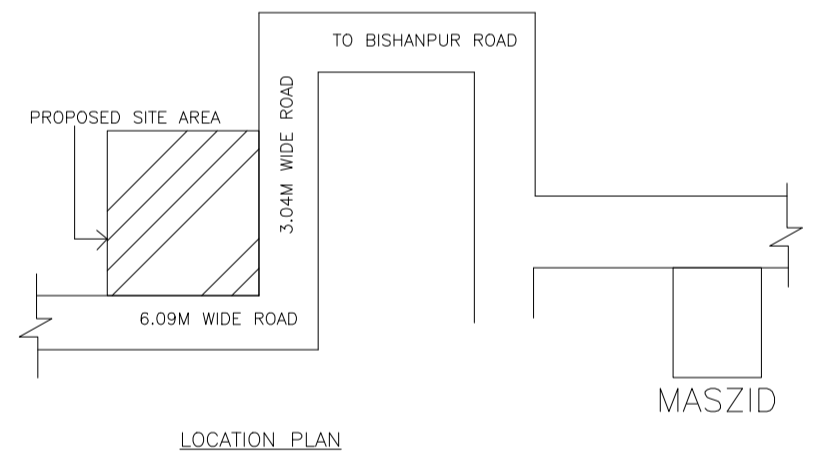 TO BISHANPUR ROAD
PROPOSED SITE AREA
3.04M WIDE ROAD
6.09M WIDE ROAD
MASZID
LOCATION PLAN